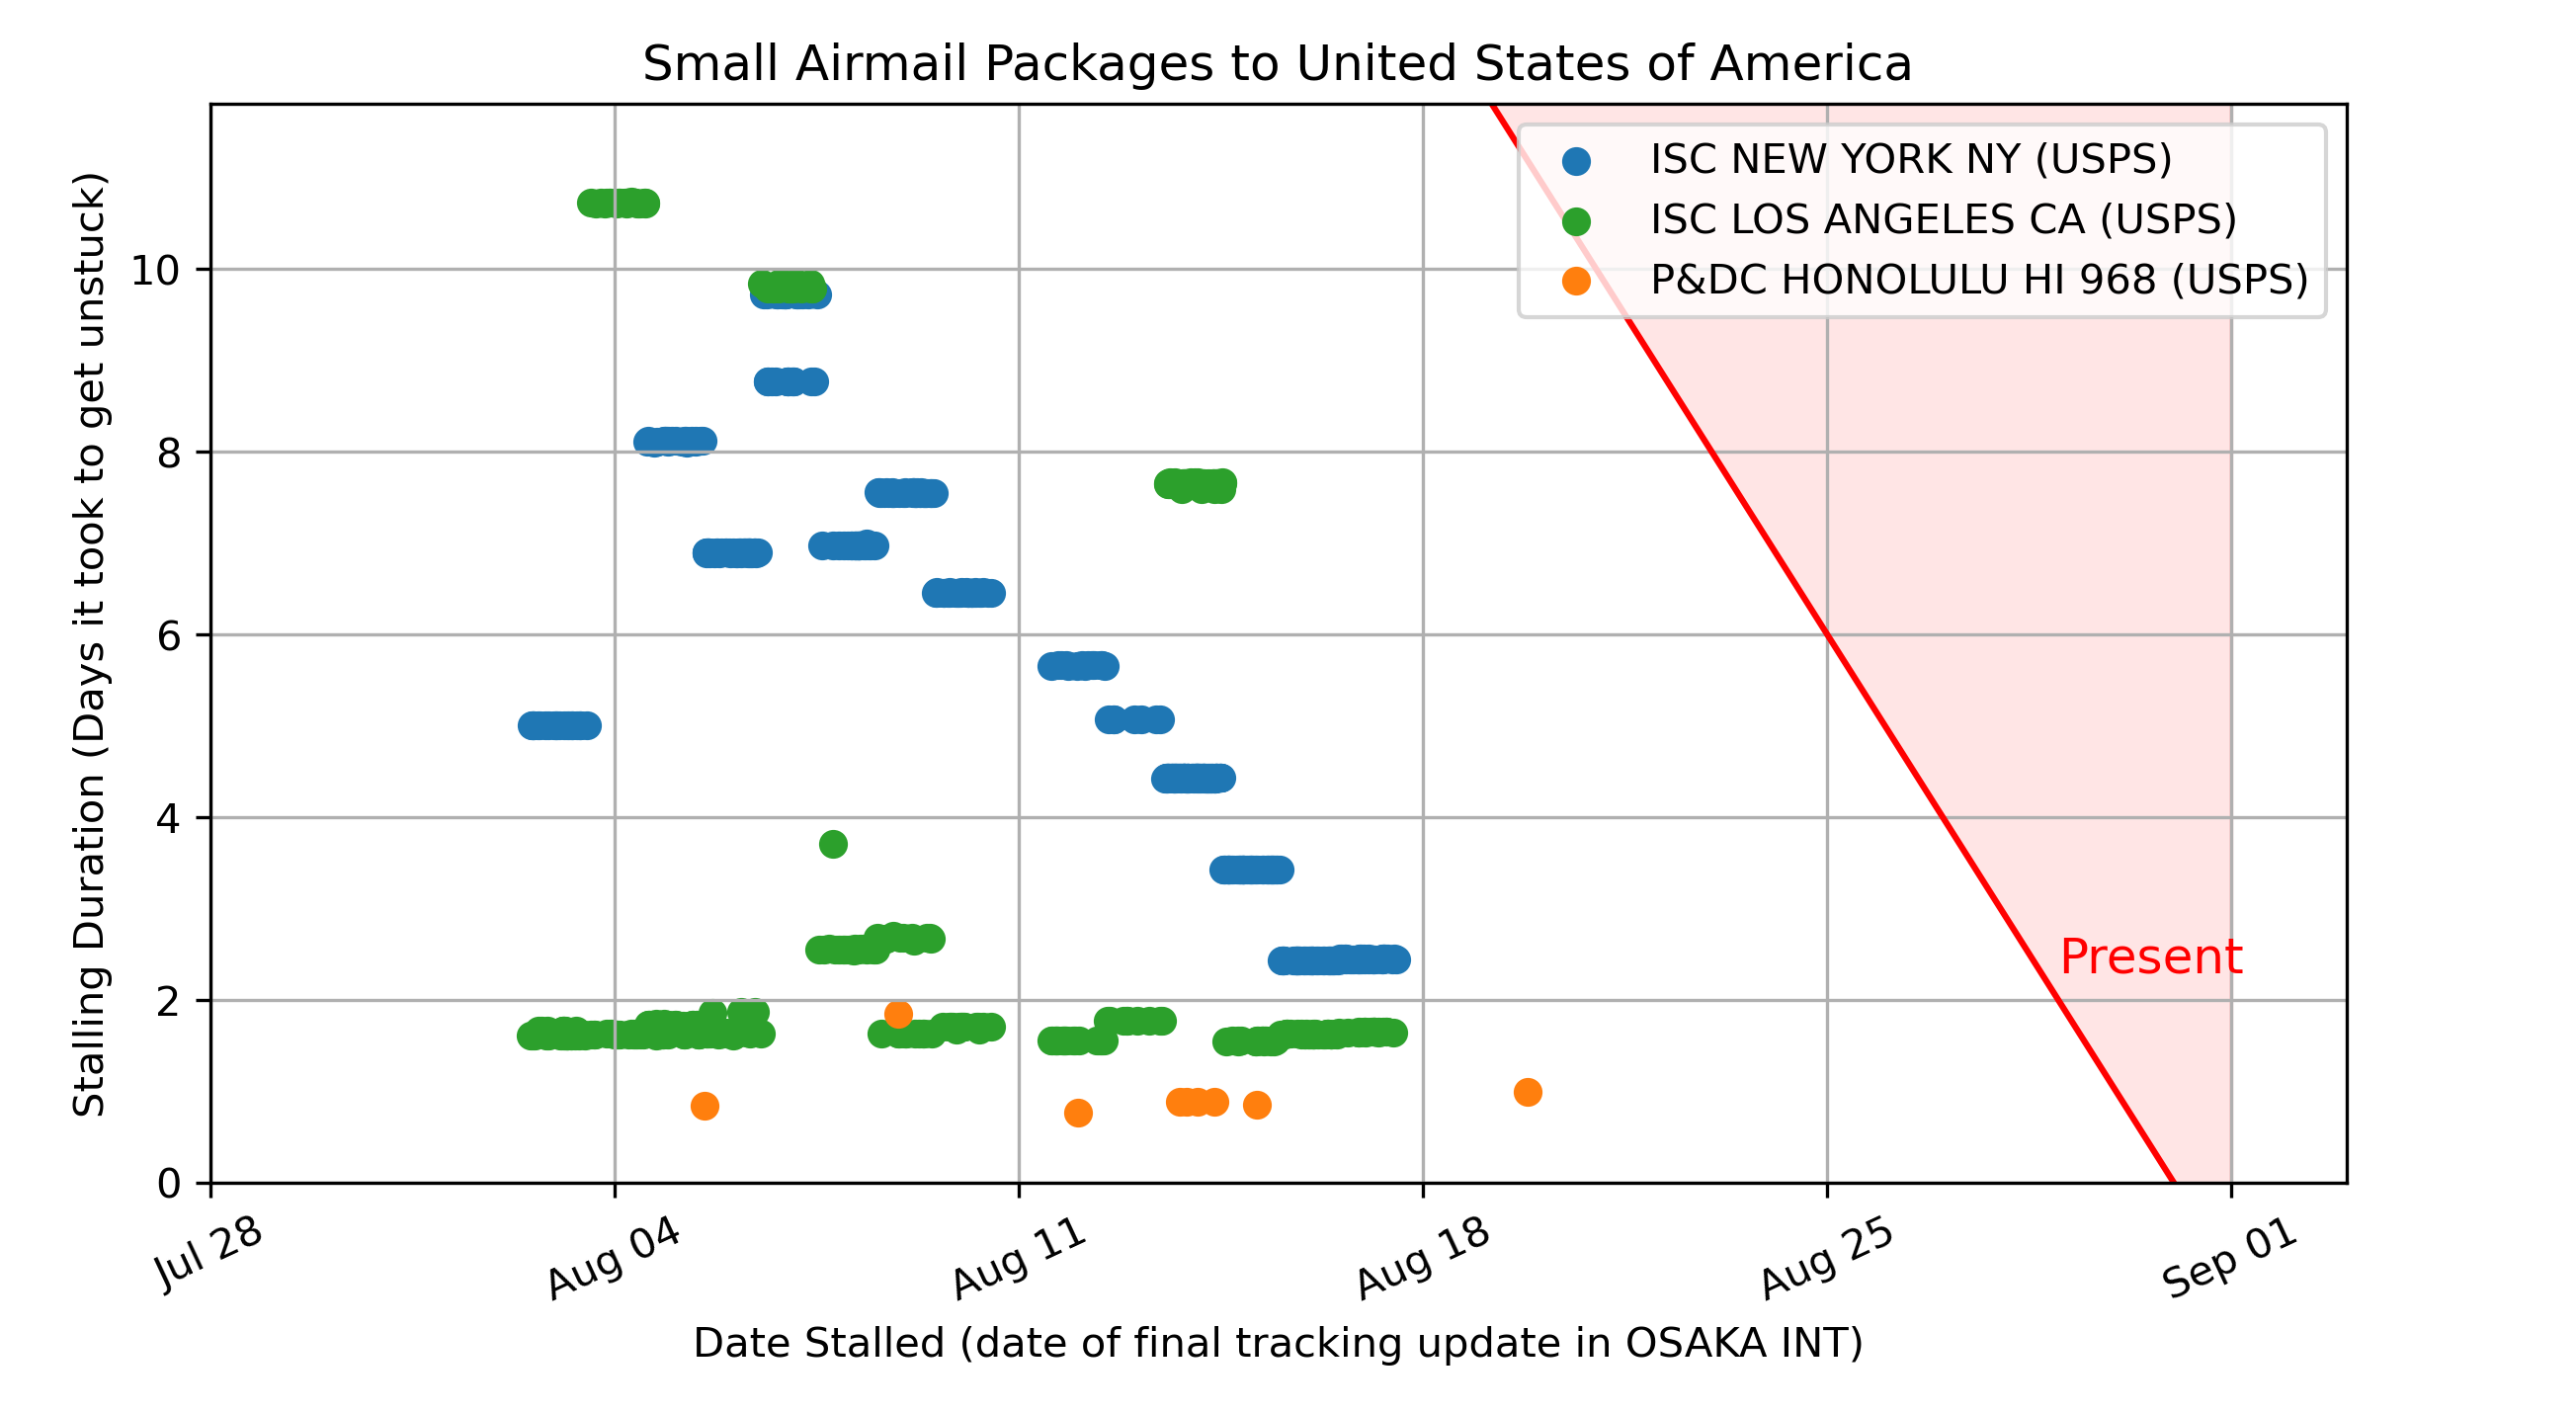 Small Airmail Packages to United States of America
ISC NEW YORK NY (USPS)
ISC LOS ANGELES CA (USPS)
P&DC HONOLULU HI 968 (USPS)
Stalling Duration (Days it took to get unstuck)
10
8
6
4
2
0
Present
Jul 28
Aug 04
Aug 11
Aug 18
Aug 25
Sep 01
Date Stalled (date of final tracking update in OSAKA INT)